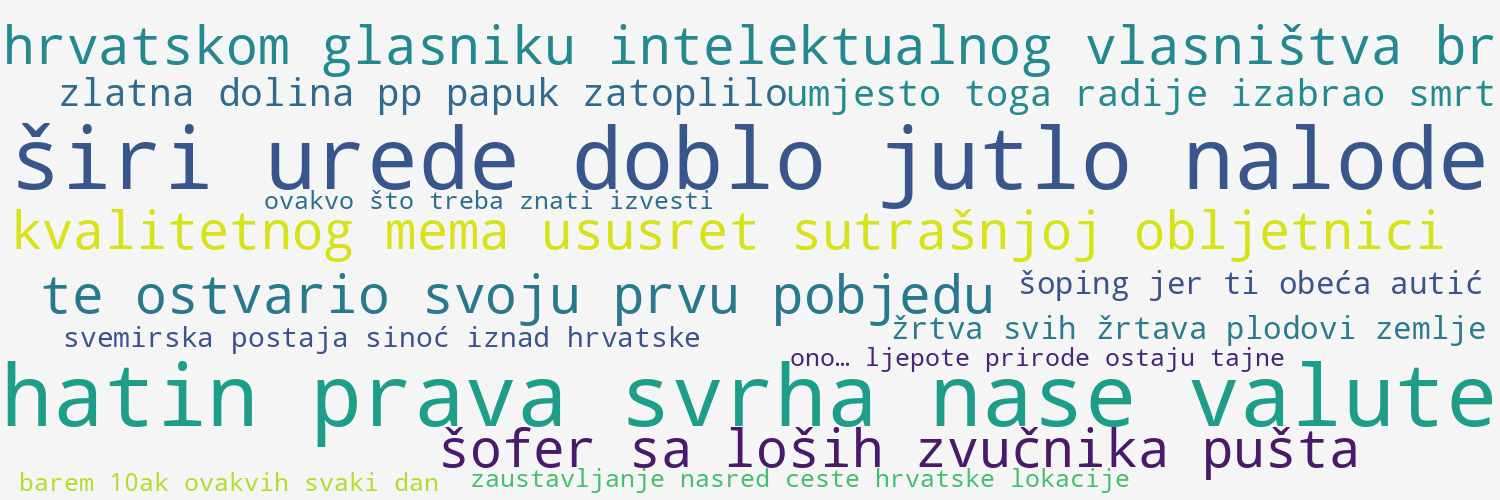 hrvatskom glasniku intelektualnog vlasništva br
zlatna dolina pp papuk zatoplilo
umjesto toga radije izabrao smrt
širi urede doblo jutlo nalode
ovakvo što treba znati izvesti
kvalitetnog mema ususret sutrašnjoj obljetnici
te ostvario svoju prvu pobjedu
šoping jer ti obeća autić
svemirska postaja sinoć iznad hrvatske
žrtva svih žrtava plodovi zemlje
ono… ljepote prirode ostaju tajne
hatin prava svrha nase valute
šofer sa loših zvučnika pušta
barem 10ak ovakvih svaki dan
zaustavljanje nasred ceste hrvatske lokacije